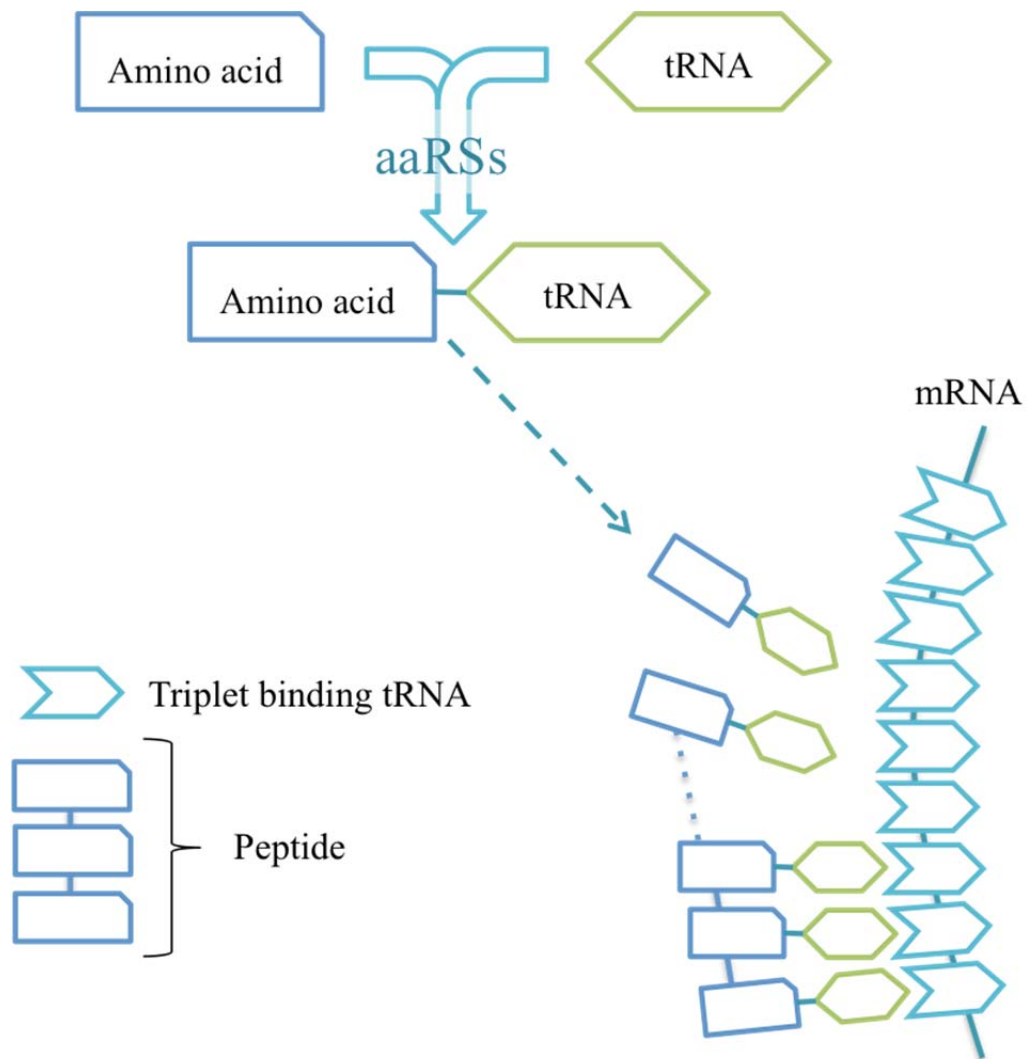 Amino acid
tRNA
aaRSs
Amino acid
tRNA
mRNA
Triplet binding tRNA
Peptide